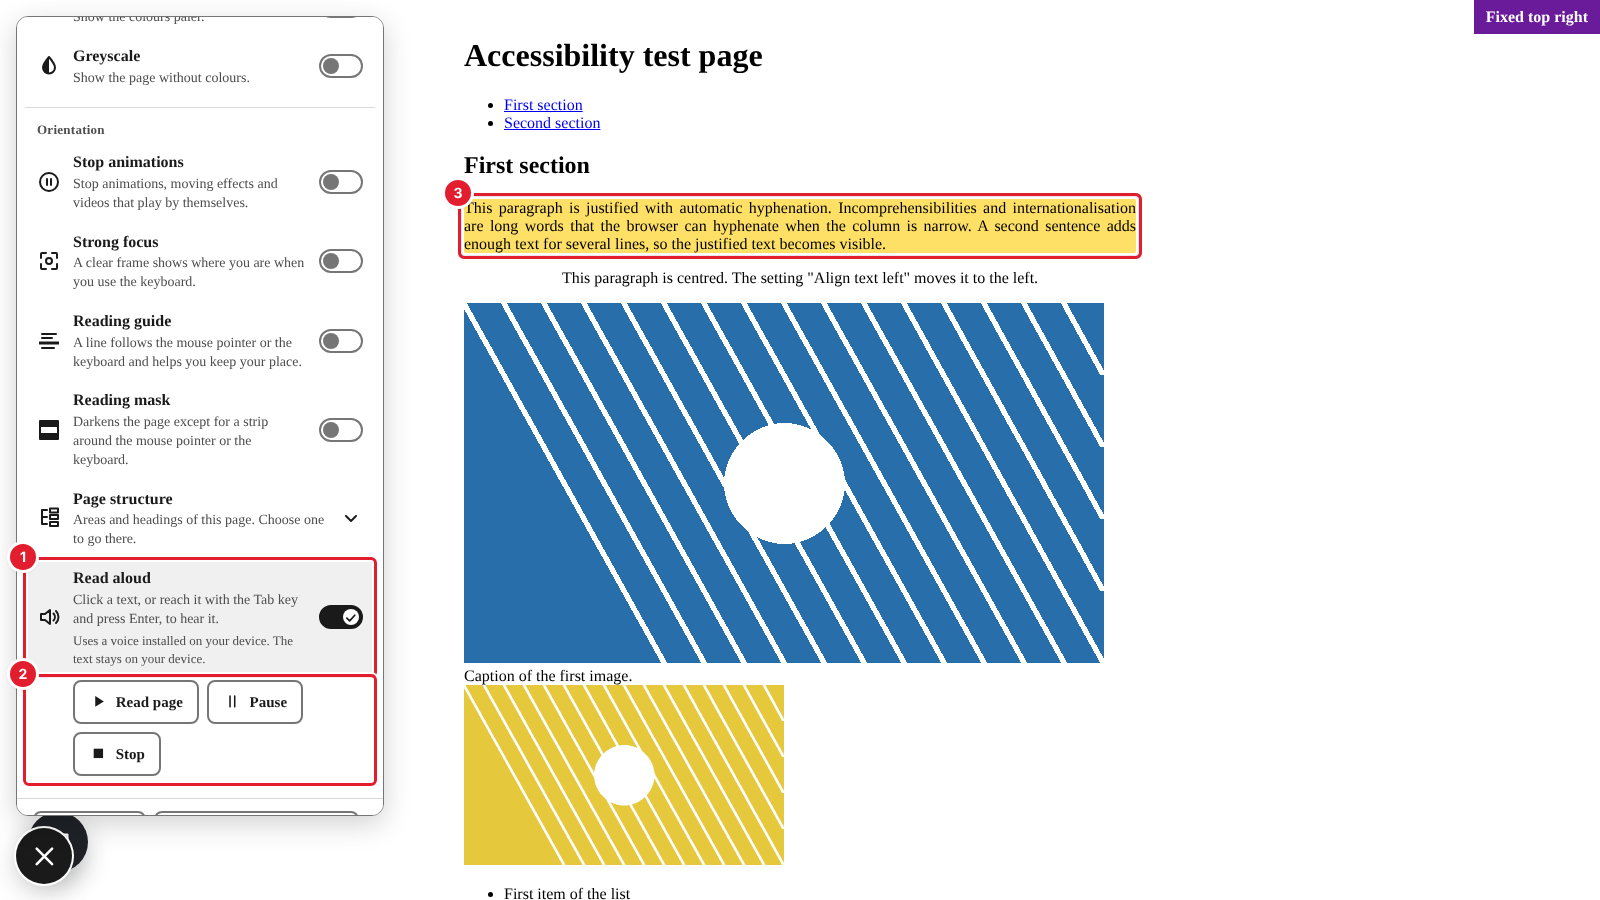 Show the colours paler.
Greyscale
Show the page without colours.
Orientation
Stop animations
Stop animations, moving effects and
videos that play by themselves.
Strong focus
A clear frame shows where you are when
you use the keyboard.
Reading guide
A line follows the mouse pointer or the
keyboard and helps you keep your place.
Reading mask
Darkens the page except for a strip
around the mouse pointer or the
keyboard.
Page structure
Areas and headings of this page. Choose one
to go there.
1
Read aloud
Click a text, or reach it with the Tab key
and press Enter, to hear it.
Uses a voice installed on your device. The
text stays on your device.
2
Read page
Pause
Stop
Fixed top right
Accessibility test page
First section
Second section
First section
3
This paragraph is justified with automatic hyphenation. Incomprehensibilities and internationalisation
are long words that the browser can hyphenate when the column is narrow. A second sentence adds
enough text for several lines, so the justified text becomes visible.
This paragraph is centred. The setting "Align text left" moves it to the left.
Caption of the first image.
First item of the list